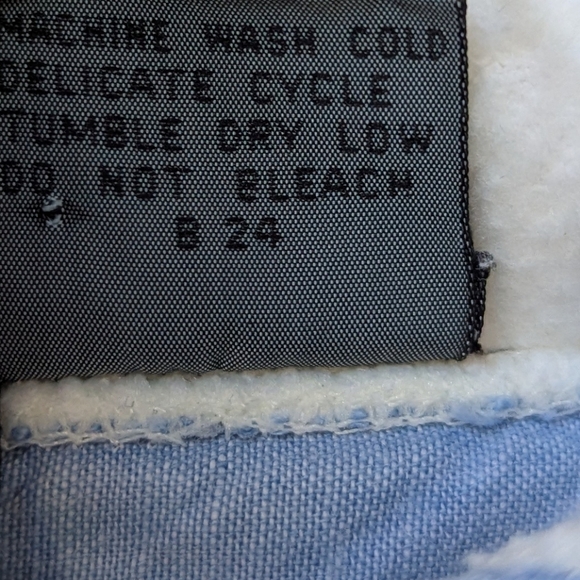 MACHINE WASH COLD
DELICATE CYCLE
TUMBLE DRY LOW
DO NOT BLEACH
B 24